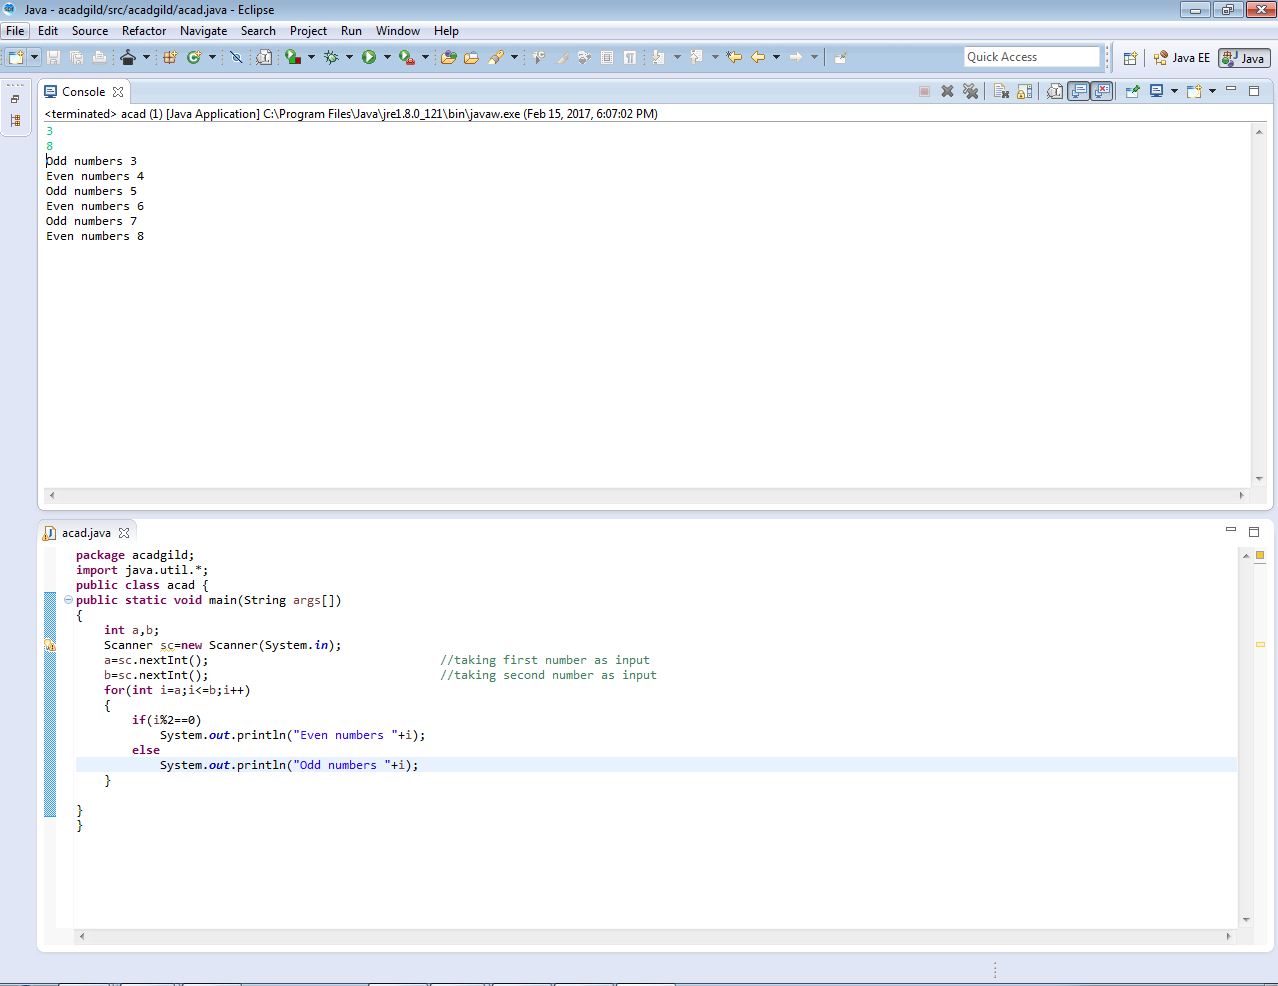 Java - acadgild/src/acadgild/acad.java - Eclipse
File Edit Source Refactor Navigate Search Project Run Window Help
Quick Access
Java EE
Java
Console
<terminated> acad (1) [Java Application] C:\Program Files\Java\jre1.8.0_121\bin\javaw.exe (Feb 15, 2017, 6:07:02 PM)
3
8
Odd numbers 3
Even numbers 4
Odd numbers 5
Even numbers 6
Odd numbers 7
Even numbers 8
acad.java
package acadgild;
import java.util.*;
public class acad {
public static void main(String args[])
{
int a,b;
Scanner sc=new Scanner(System.in);
a=sc.nextInt(); //taking first number as input
b=sc.nextInt(); //taking second number as input
for(int i=a;i<=b;i++)
{
if(i%2==0)
System.out.println("Even numbers "+i);
else
System.out.println("Odd numbers "+i);
}
}
}